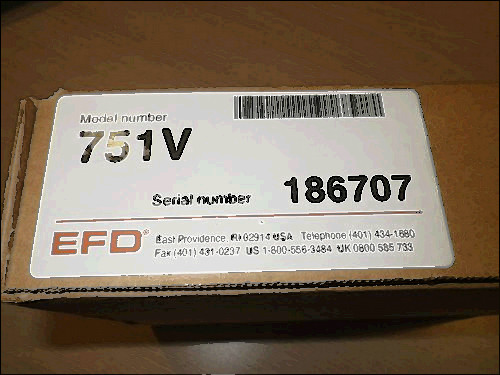 Model number
751V
Serial number 186707
EFD®
East Providence, RI 02914 USA Telephone (401) 434-1680
Fax (401) 431-0237 US 1-800-556-3484 UK 0800 585 733